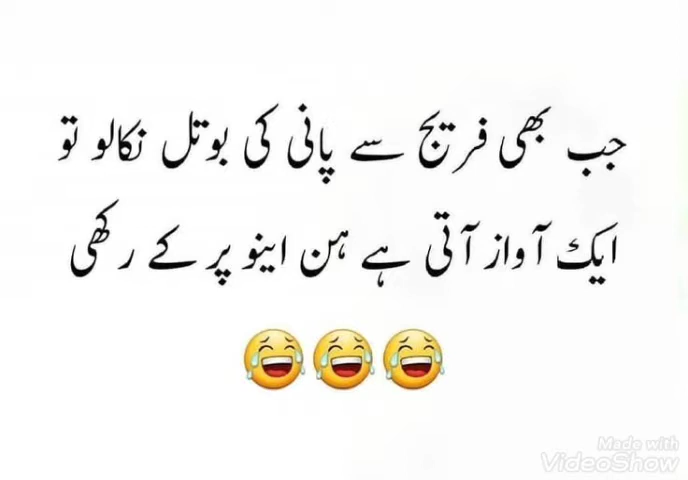 جب بھی فریج سے پانی کی بوتل نکالو تو
ایک آواز آتی ہے ہن اینو پر کے رکھی
😂😂😂
Made with
VideoShow